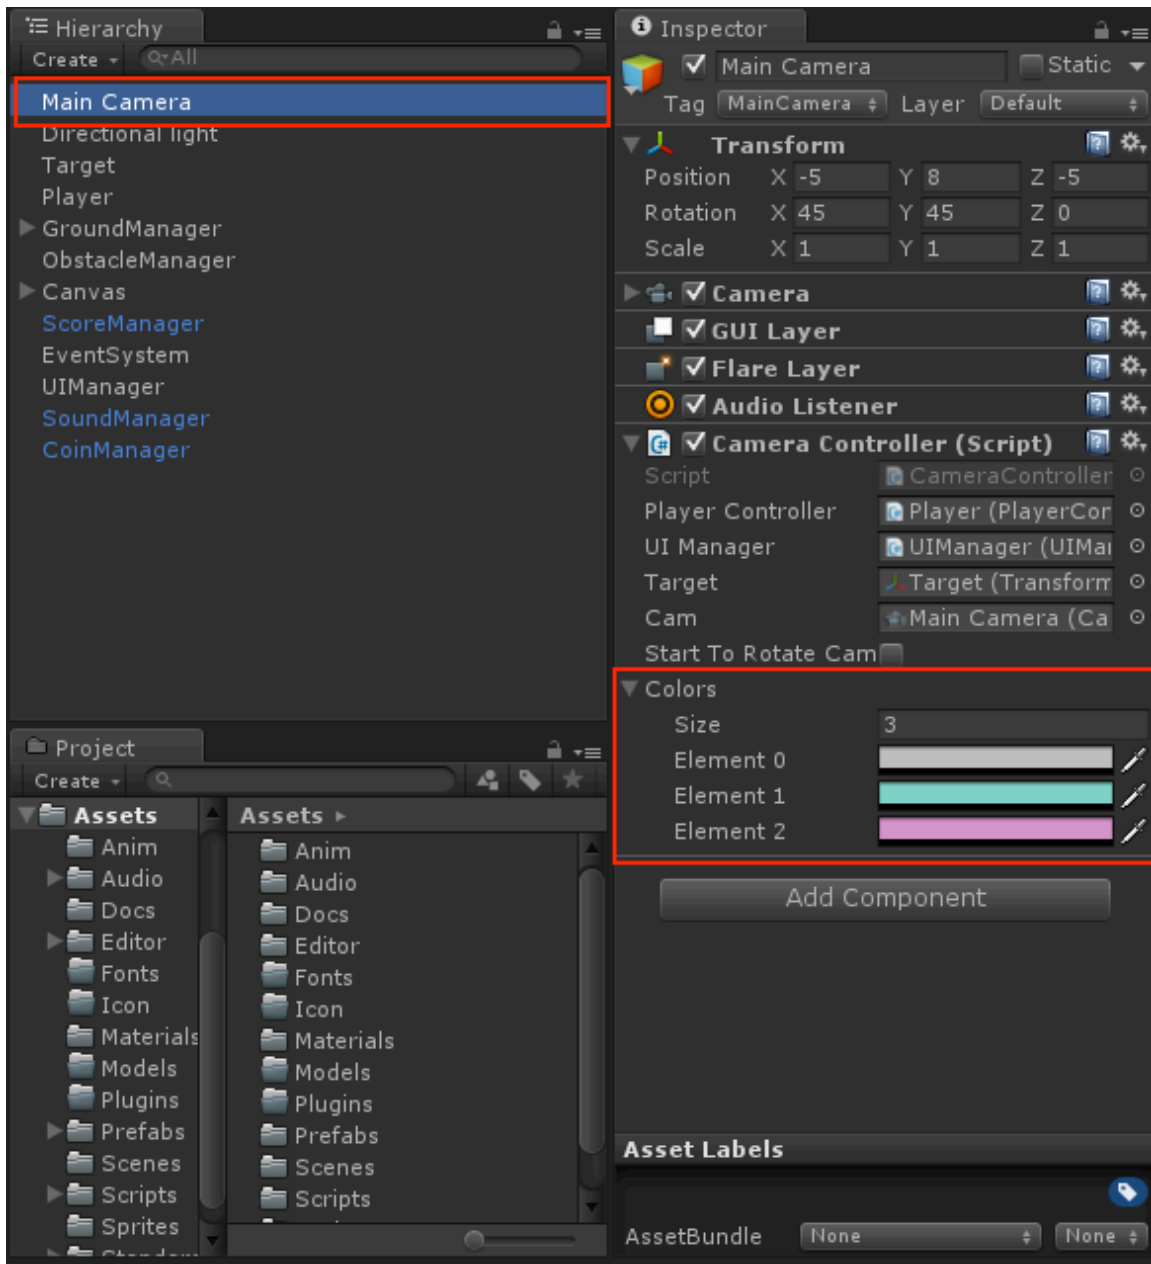 Hierarchy
Create
All
Main Camera
Directional light
Target
Player
GroundManager
ObstacleManager
Canvas
ScoreManager
EventSystem
UIManager
SoundManager
CoinManager
Project
Create
Assets
Anim
Audio
Docs
Editor
Fonts
Icon
Materials
Models
Plugins
Prefabs
Scenes
Scripts
Sprites
Assets
Anim
Audio
Docs
Editor
Fonts
Icon
Materials
Models
Plugins
Prefabs
Scenes
Scripts
Inspector
Main Camera Static
Tag MainCamera Layer Default
Transform
Position X -5 Y 8 Z -5
Rotation X 45 Y 45 Z 0
Scale X 1 Y 1 Z 1
Camera
GUI Layer
Flare Layer
Audio Listener
Camera Controller (Script)
Script CameraController
Player Controller Player (PlayerCor
UI Manager UIManager (UIMai
Target Target (Transform
Cam Main Camera (Ca
Start To Rotate Cam
Colors
Size 3
Element 0
Element 1
Element 2
Add Component
Asset Labels
AssetBundle None None